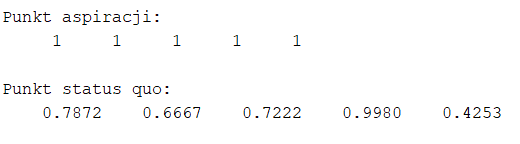 Punkt aspiracji:
1 1 1 1 1
Punkt status quo:
0.7872 0.6667 0.7222 0.9980 0.4253